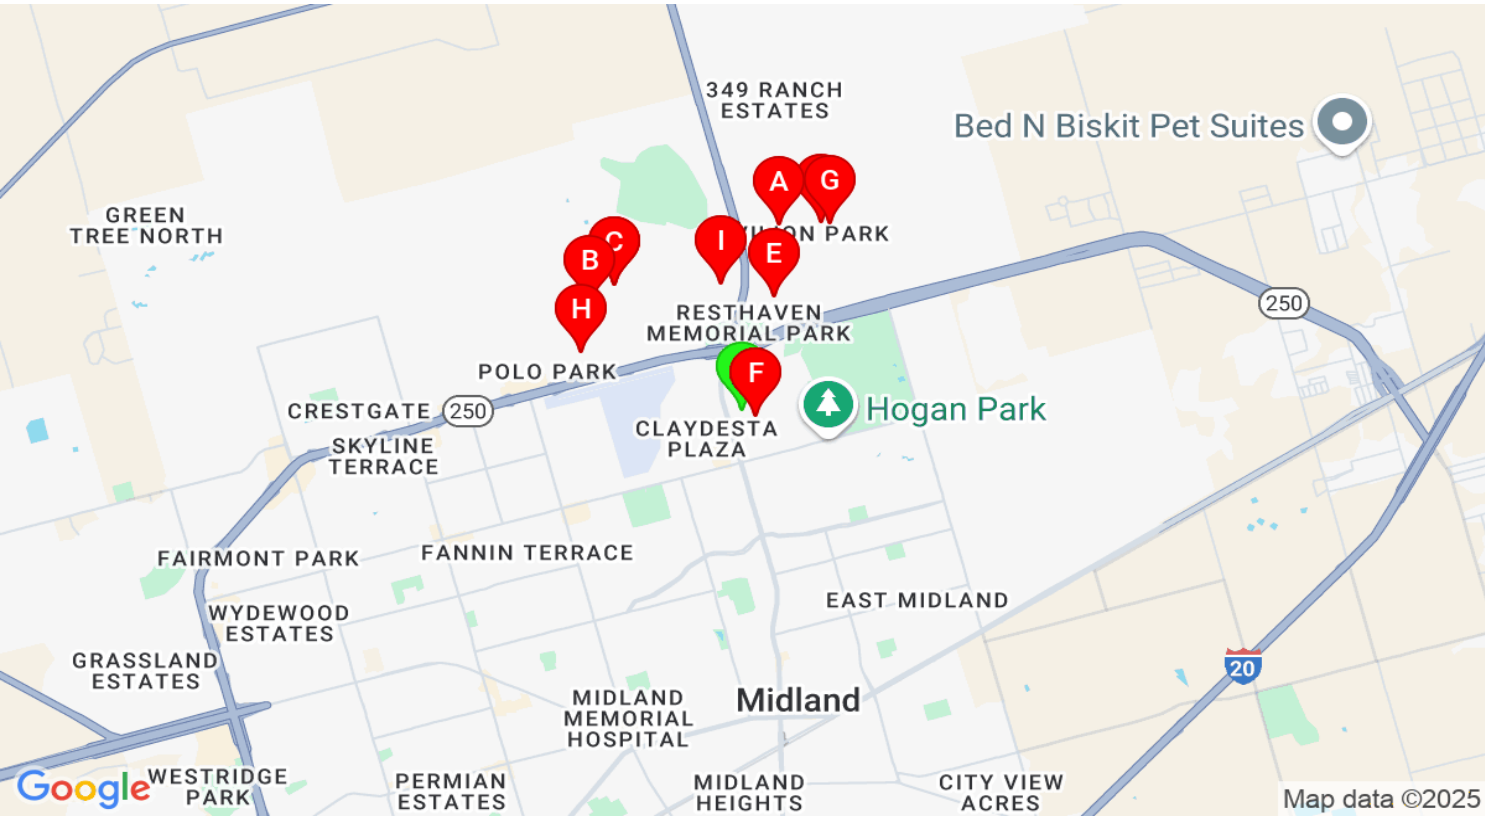 349 RANCH
ESTATES
Bed N Biskit Pet Suites
A
G
GREEN
TREE NORTH
C
I
PARK
B
E
H
RESTHAVEN
MEMORIAL PARK
250
POLO PARK
F
CRESTGATE
250
Hogan Park
CLAYDESTA
PLAZA
SKYLINE
TERRACE
FAIRMONT PARK
FANNIN TERRACE
EAST MIDLAND
WYDEWOOD
ESTATES
GRASSLAND
ESTATES
20
MIDLAND
MEMORIAL
HOSPITAL
Midland
Google
WESTRIDGE
PARK
PERMIAN
ESTATES
MIDLAND
HEIGHTS
CITY VIEW
ACRES
Map data ©2025